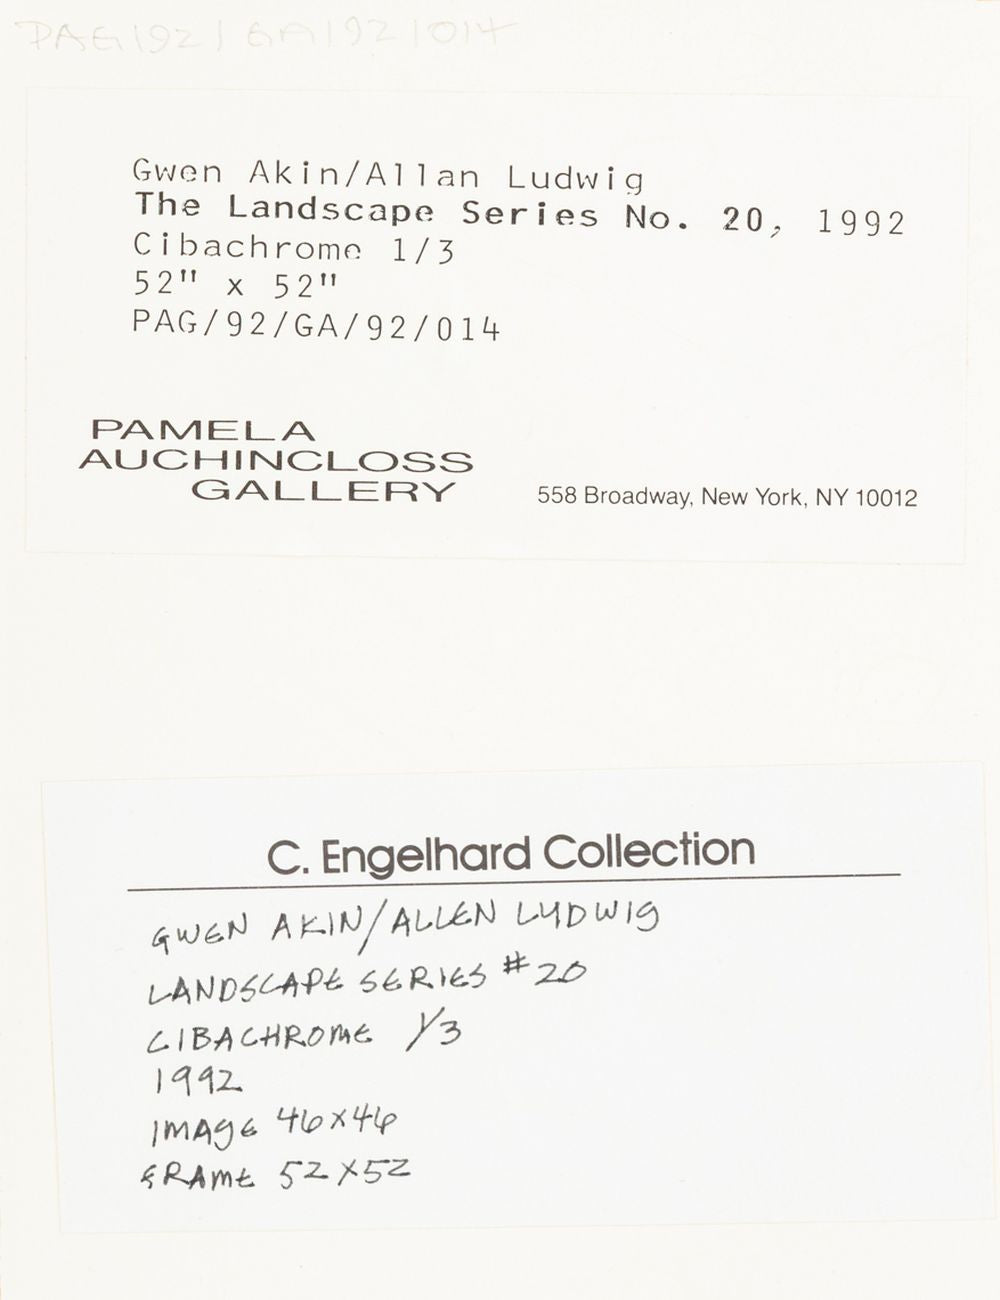 PAG192 / GA192/014
Gwen Akin/Allan Ludwig
The Landscape Series No. 20, 1992
Cibachrome 1/3
52" x 52"
PAG/92/GA/92/014
PAMELA
AUCHINCLOSS
GALLERY
558 Broadway, New York, NY 10012
C. Engelhard Collection
GWEN AKIN/ALLEN LUDWIG
LANDSCAPE SERIES #20
CIBACHROME 1/3
1992
IMAGE 46x46
FRAME 52x52